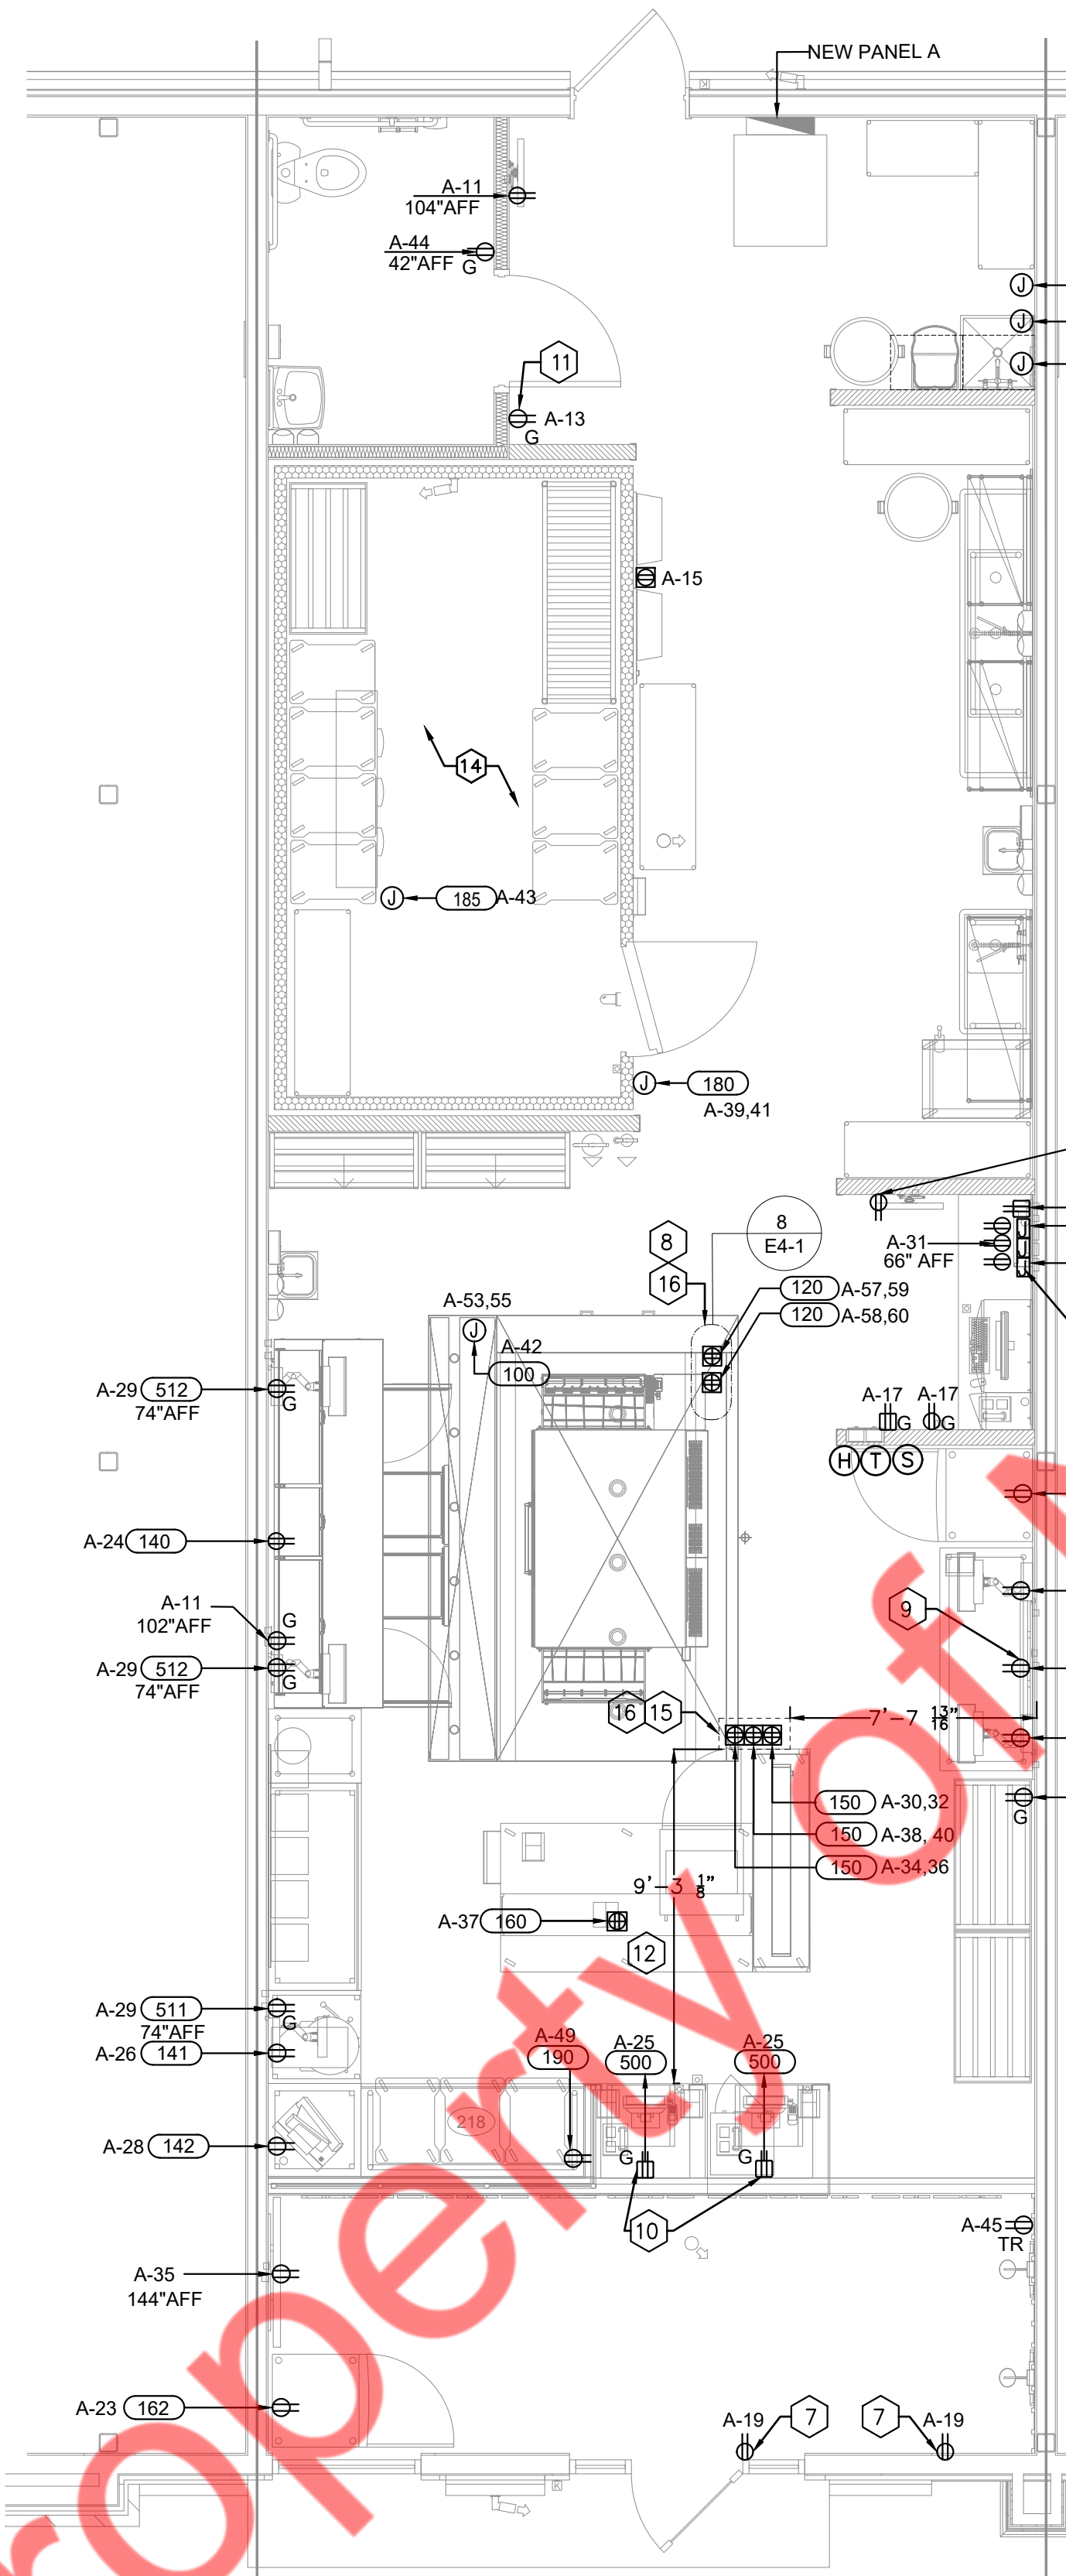 NEW PANEL A
A-11
104"AFF
A-44
42"AFF
G
J
J
J
11
A-13
G
A-15
14
J
185
A-43
J
180
A-39,41
8
E4-1
8
16
A-31
66" AFF
J
J
J
A-53,55
J
A-42
100
120
A-57,59
120
A-58,60
A-29
512
74"AFF
G
A-17
A-17
G
G
H
T
S
A-24
140
A-11
102"AFF
G
A-29
512
74"AFF
G
9
16
15
7'-7 13/16"
150
A-30,32
150
A-38, 40
150
A-34,36
G
9'-3 1/8"
A-37
160
12
A-29
511
74"AFF
G
A-26
141
A-49
190
A-25
500
A-25
500
218
A-28
142
G
G
10
A-45
TR
A-35
144"AFF
A-23
162
A-19
7
7
A-19
K
K
roperty of